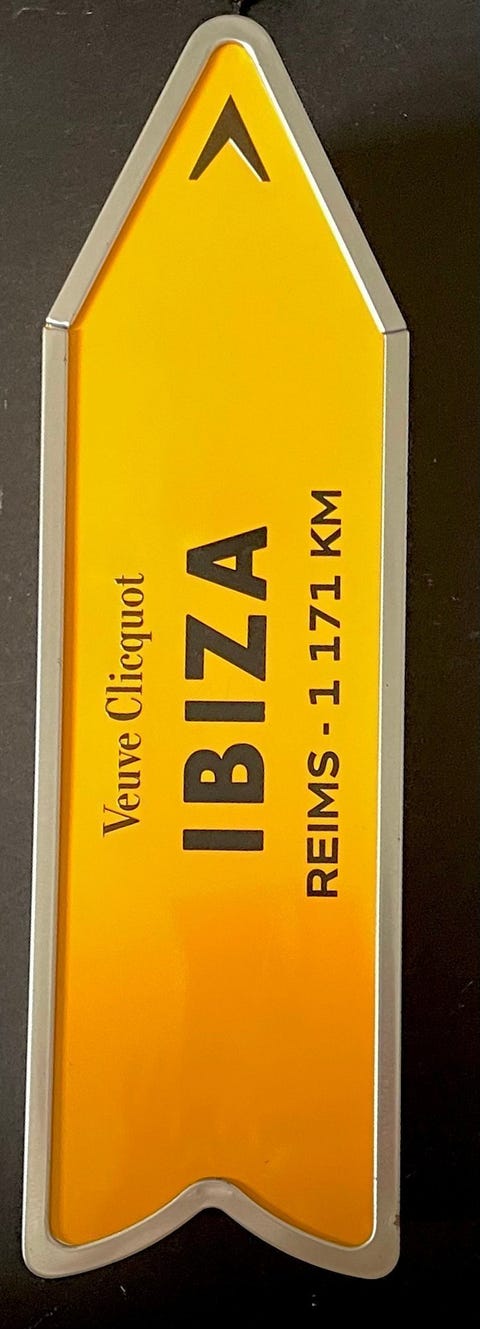 Veuve Clicquot
IBIZA
REIMS - 1 171 KM